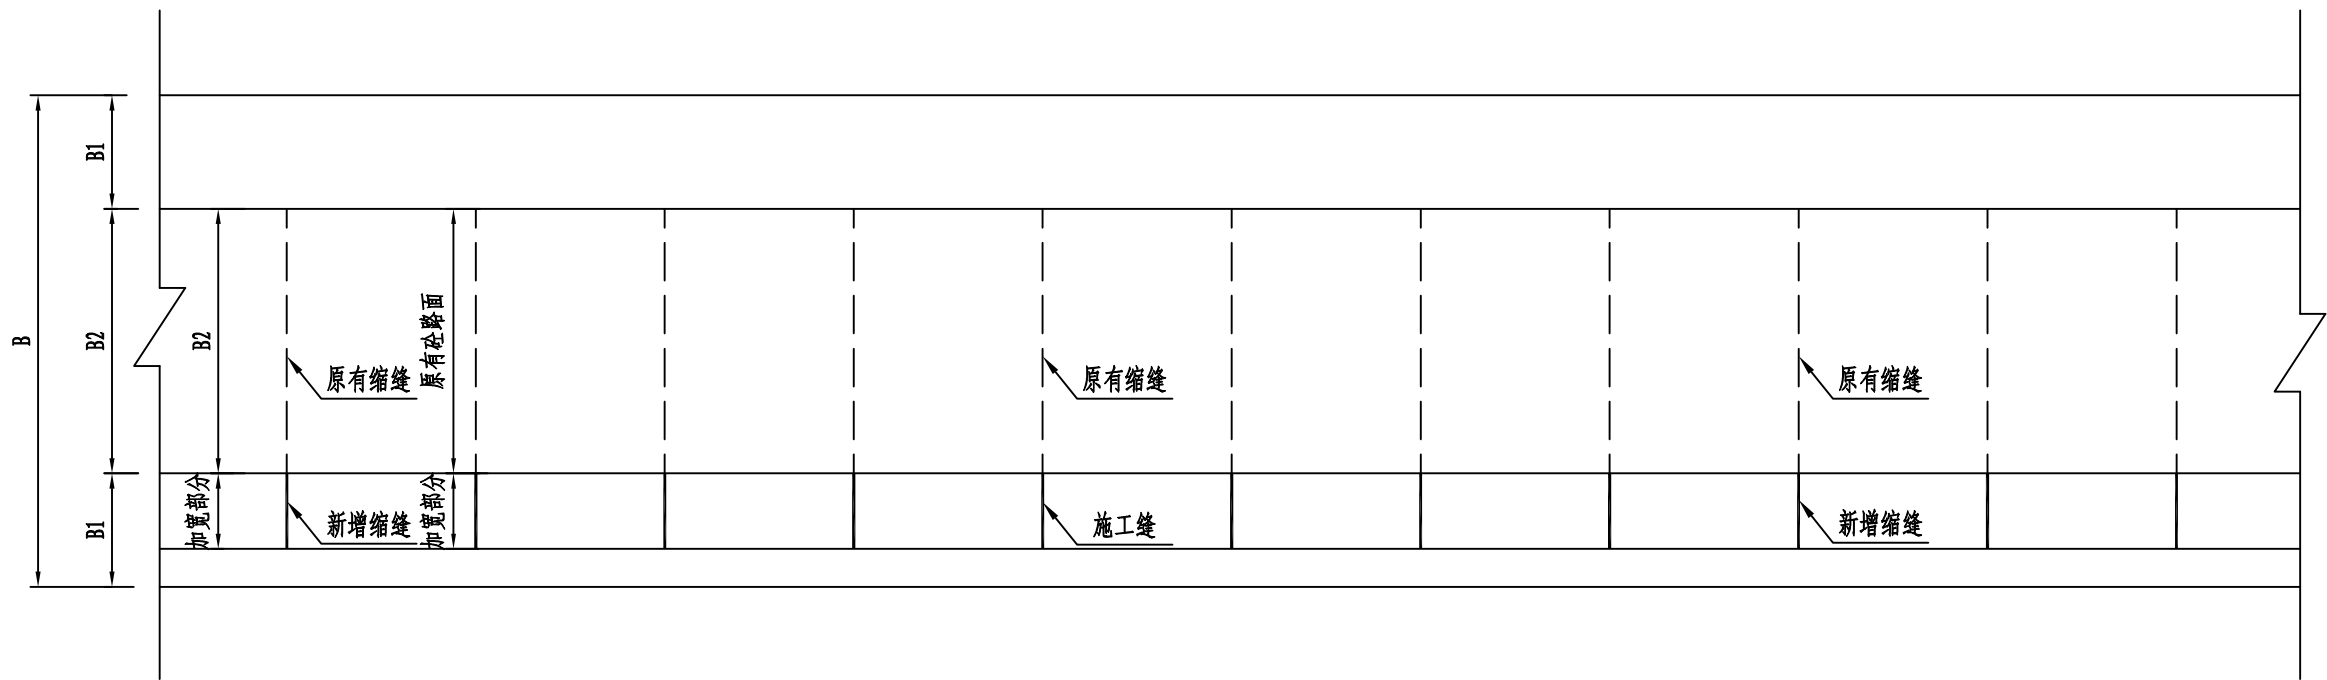 B1
B
B2
B2
原有砼路面
原有缩缝
原有缩缝
原有缩缝
B1
加宽部分
新增缩缝
加宽部分
施工缝
新增缩缝